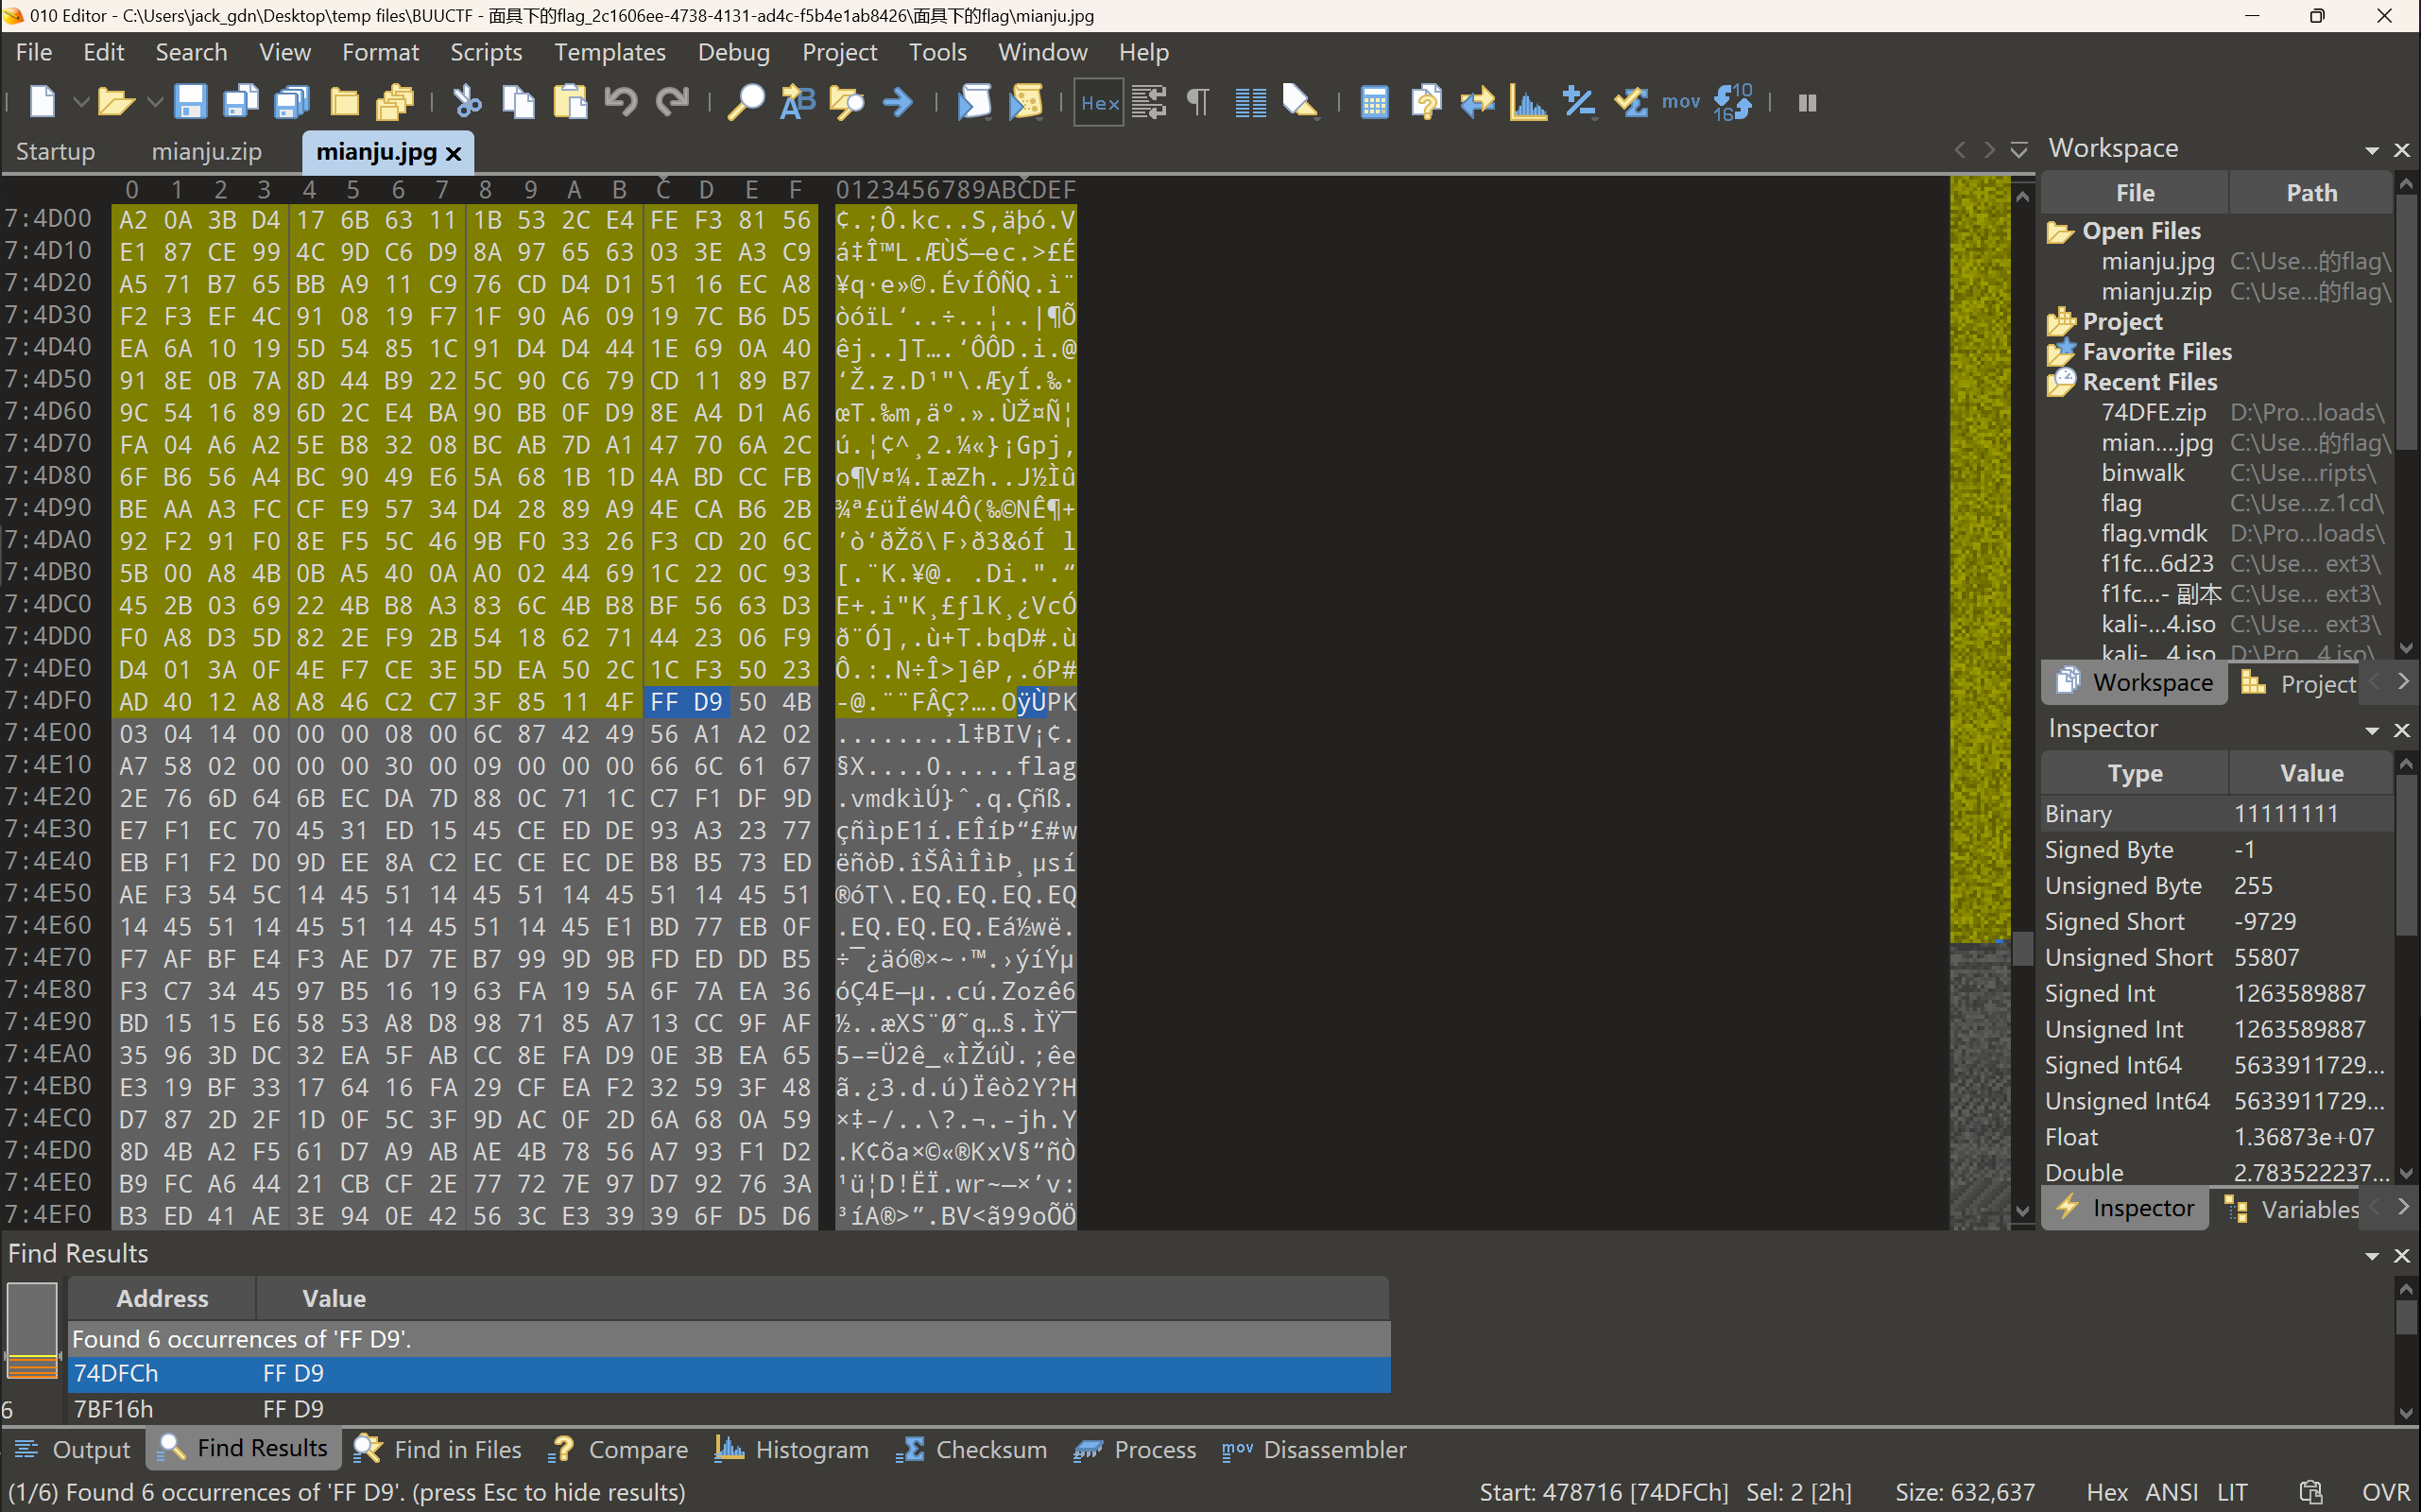 010 Editor - C:\Users\jack_gdn\Desktop\temp files\BUUCTF - 面具下的flag_2c1606ee-4738-4131-ad4c-f5b4e1ab8426\面具下的flag\mianju.jpg
File Edit Search View Format Scripts Templates Debug Project Tools Window Help
Startup mianju.zip mianju.jpg
0 1 2 3 4 5 6 7 8 9 A B C D E F 0123456789ABCDEF
7:4D00 A2 0A 3B D4 17 6B 63 11 1B 53 2C E4 FE F3 81 56 ¢.;Ô.kc..S,äþó.V
7:4D10 E1 87 CE 99 4C 9D C6 D9 8A 97 65 63 03 3E A3 C9 á‡Î™L.ÆÙŠ—ec.>£É
7:4D20 A5 71 B7 65 BB A9 11 C9 76 CD D4 D1 51 16 EC A8 ¥q·e»©.ÉvÍÔÑQ.ì¨
7:4D30 F2 F3 EF 4C 91 08 19 F7 1F 90 A6 09 19 7C B6 D5 òóïL‘..÷..¦..|¶Õ
7:4D40 EA 6A 10 19 5D 54 85 1C 91 D4 D4 44 1E 69 0A 40 êj..]T….‘ÔÔD.i.@
7:4D50 91 8E 0B 7A 8D 44 B9 22 5C 90 C6 79 CD 11 89 B7 ‘Ž.z.D¹"\.ÆyÍ.‰·
7:4D60 9C 54 16 89 6D 2C E4 BA 90 BB 0F D9 8E A4 D1 A6 œT.‰m,äº.».ÙŽ¤Ñ¦
7:4D70 FA 04 A6 A2 5E B8 32 08 BC AB 7D A1 47 70 6A 2C ú.¦¢^¸2.¼«}¡Gpj,
7:4D80 6F B6 56 A4 BC 90 49 E6 5A 68 1B 1D 4A BD CC FB o¶V¤¼.IæZh..J½Ìû
7:4D90 BE AA A3 FC CF E9 57 34 D4 28 89 A9 4E CA B6 2B ¾ª£üÏéW4Ô(‰©NÊ¶+
7:4DA0 92 F2 91 F0 8E F5 5C 46 9B F0 33 26 F3 CD 20 6C ’ò‘ðŽõ\F›ð3&óÍ l
7:4DB0 5B 00 A8 4B 0B A5 40 0A A0 02 44 69 1C 22 0C 93 [.¨K.¥@. .Di.".“
7:4DC0 45 2B 03 69 22 4B B8 A3 83 6C 4B B8 BF 56 63 D3 E+.i"K¸£ƒlK¸¿VcÓ
7:4DD0 F0 A8 D3 5D 82 2E F9 2B 54 18 62 71 44 23 06 F9 ð¨Ó]‚.ù+T.bqD#.ù
7:4DE0 D4 01 3A 0F 4E F7 CE 3E 5D EA 50 2C 1C F3 50 23 Ô.:.N÷Î>]êP,.óP#
7:4DF0 AD 40 12 A8 A8 46 C2 C7 3F 85 11 4F FF D9 50 4B -@.¨¨FÂÇ?….OÿÙPK
7:4E00 03 04 14 00 00 00 08 00 6C 87 42 49 56 A1 A2 02 ........l‡BIV¡¢.
7:4E10 A7 58 02 00 00 00 30 00 09 00 00 00 66 6C 61 67 §X....0.....flag
7:4E20 2E 76 6D 64 6B EC DA 7D 88 0C 71 1C C7 F1 DF 9D .vmdkìÚ}ˆ.q.Çñß.
7:4E30 E7 F1 EC 70 45 31 ED 15 45 CE ED DE 93 A3 23 77 çñìpE1í.EÎíÞ“£#w
7:4E40 EB F1 F2 D0 9D EE 8A C2 EC CE EC DE B8 B5 73 ED ëñòÐ.îŠÂìÎìÞ¸µsí
7:4E50 AE F3 54 5C 14 45 51 14 45 51 14 45 51 14 45 51 ®óT\.EQ.EQ.EQ.EQ
7:4E60 14 45 51 14 45 51 14 45 51 14 45 E1 BD 77 EB 0F .EQ.EQ.EQ.Eá½wë.
7:4E70 F7 AF BF E4 F3 AE D7 7E B7 99 9D 9B FD ED DD B5 ÷¯¿äó®×~·™.›ýíÝµ
7:4E80 F3 C7 34 45 97 B5 16 19 63 FA 19 5A 6F 7A EA 36 óÇ4E—µ..cú.Zozê6
7:4E90 BD 15 15 E6 58 53 A8 D8 98 71 85 A7 13 CC 9F AF ½..æXS¨Ø˜q…§.ÌŸ¯
7:4EA0 35 96 3D DC 32 EA 5F AB CC 8E FA D9 0E 3B EA 65 5–=Ü2ê_«ÌŽúÙ.;êe
7:4EB0 E3 19 BF 33 17 64 16 FA 29 CF EA F2 32 59 3F 48 ã.¿3.d.ú)Ïêò2Y?H
7:4EC0 D7 87 2D 2F 1D 0F 5C 3F 9D AC 0F 2D 6A 68 0A 59 ×‡-/..\?.¬.-jh.Y
7:4ED0 8D 4B A2 F5 61 D7 A9 AB AE 4B 78 56 A7 93 F1 D2 .K¢õa×©«®KxV§“ñÒ
7:4EE0 B9 FC A6 44 21 CB CF 2E 77 72 7E 97 D7 92 76 3A ¹ü¦D!ËÏ.wr~—×’v:
7:4EF0 B3 ED 41 AE 3E 94 0E 42 56 3C E3 39 39 6F D5 D6 ³íA®>”.BV<ã99oÕÖ
Workspace
File Path
Open Files
mianju.jpg C:\Use...的flag\
mianju.zip C:\Use...的flag\
Project
Favorite Files
Recent Files
74DFE.zip D:\Pro...loads\
mian....jpg C:\Use...的flag\
binwalk C:\Use...ripts\
flag C:\Use...z.1cd\
flag.vmdk D:\Pro...loads\
f1fc...6d23 C:\Use... ext3\
f1fc...- 副本 C:\Use... ext3\
kali-...4.iso C:\Use... ext3\
kali-...4.iso D:\Pro...4.iso\
Workspace Project
Inspector
Type Value
Binary 11111111
Signed Byte -1
Unsigned Byte 255
Signed Short -9729
Unsigned Short 55807
Signed Int 1263589887
Unsigned Int 1263589887
Signed Int64 5633911729...
Unsigned Int64 5633911729...
Float 1.36873e+07
Double 2.783522237...
Inspector Variables
Find Results
Address Value
Found 6 occurrences of 'FF D9'.
74DFCh FF D9
7BF16h FF D9
6
Output Find Results Find in Files Compare Histogram Checksum Process Disassembler
(1/6) Found 6 occurrences of 'FF D9'. (press Esc to hide results) Start: 478716 [74DFCh] Sel: 2 [2h] Size: 632,637 Hex ANSI LIT OVR